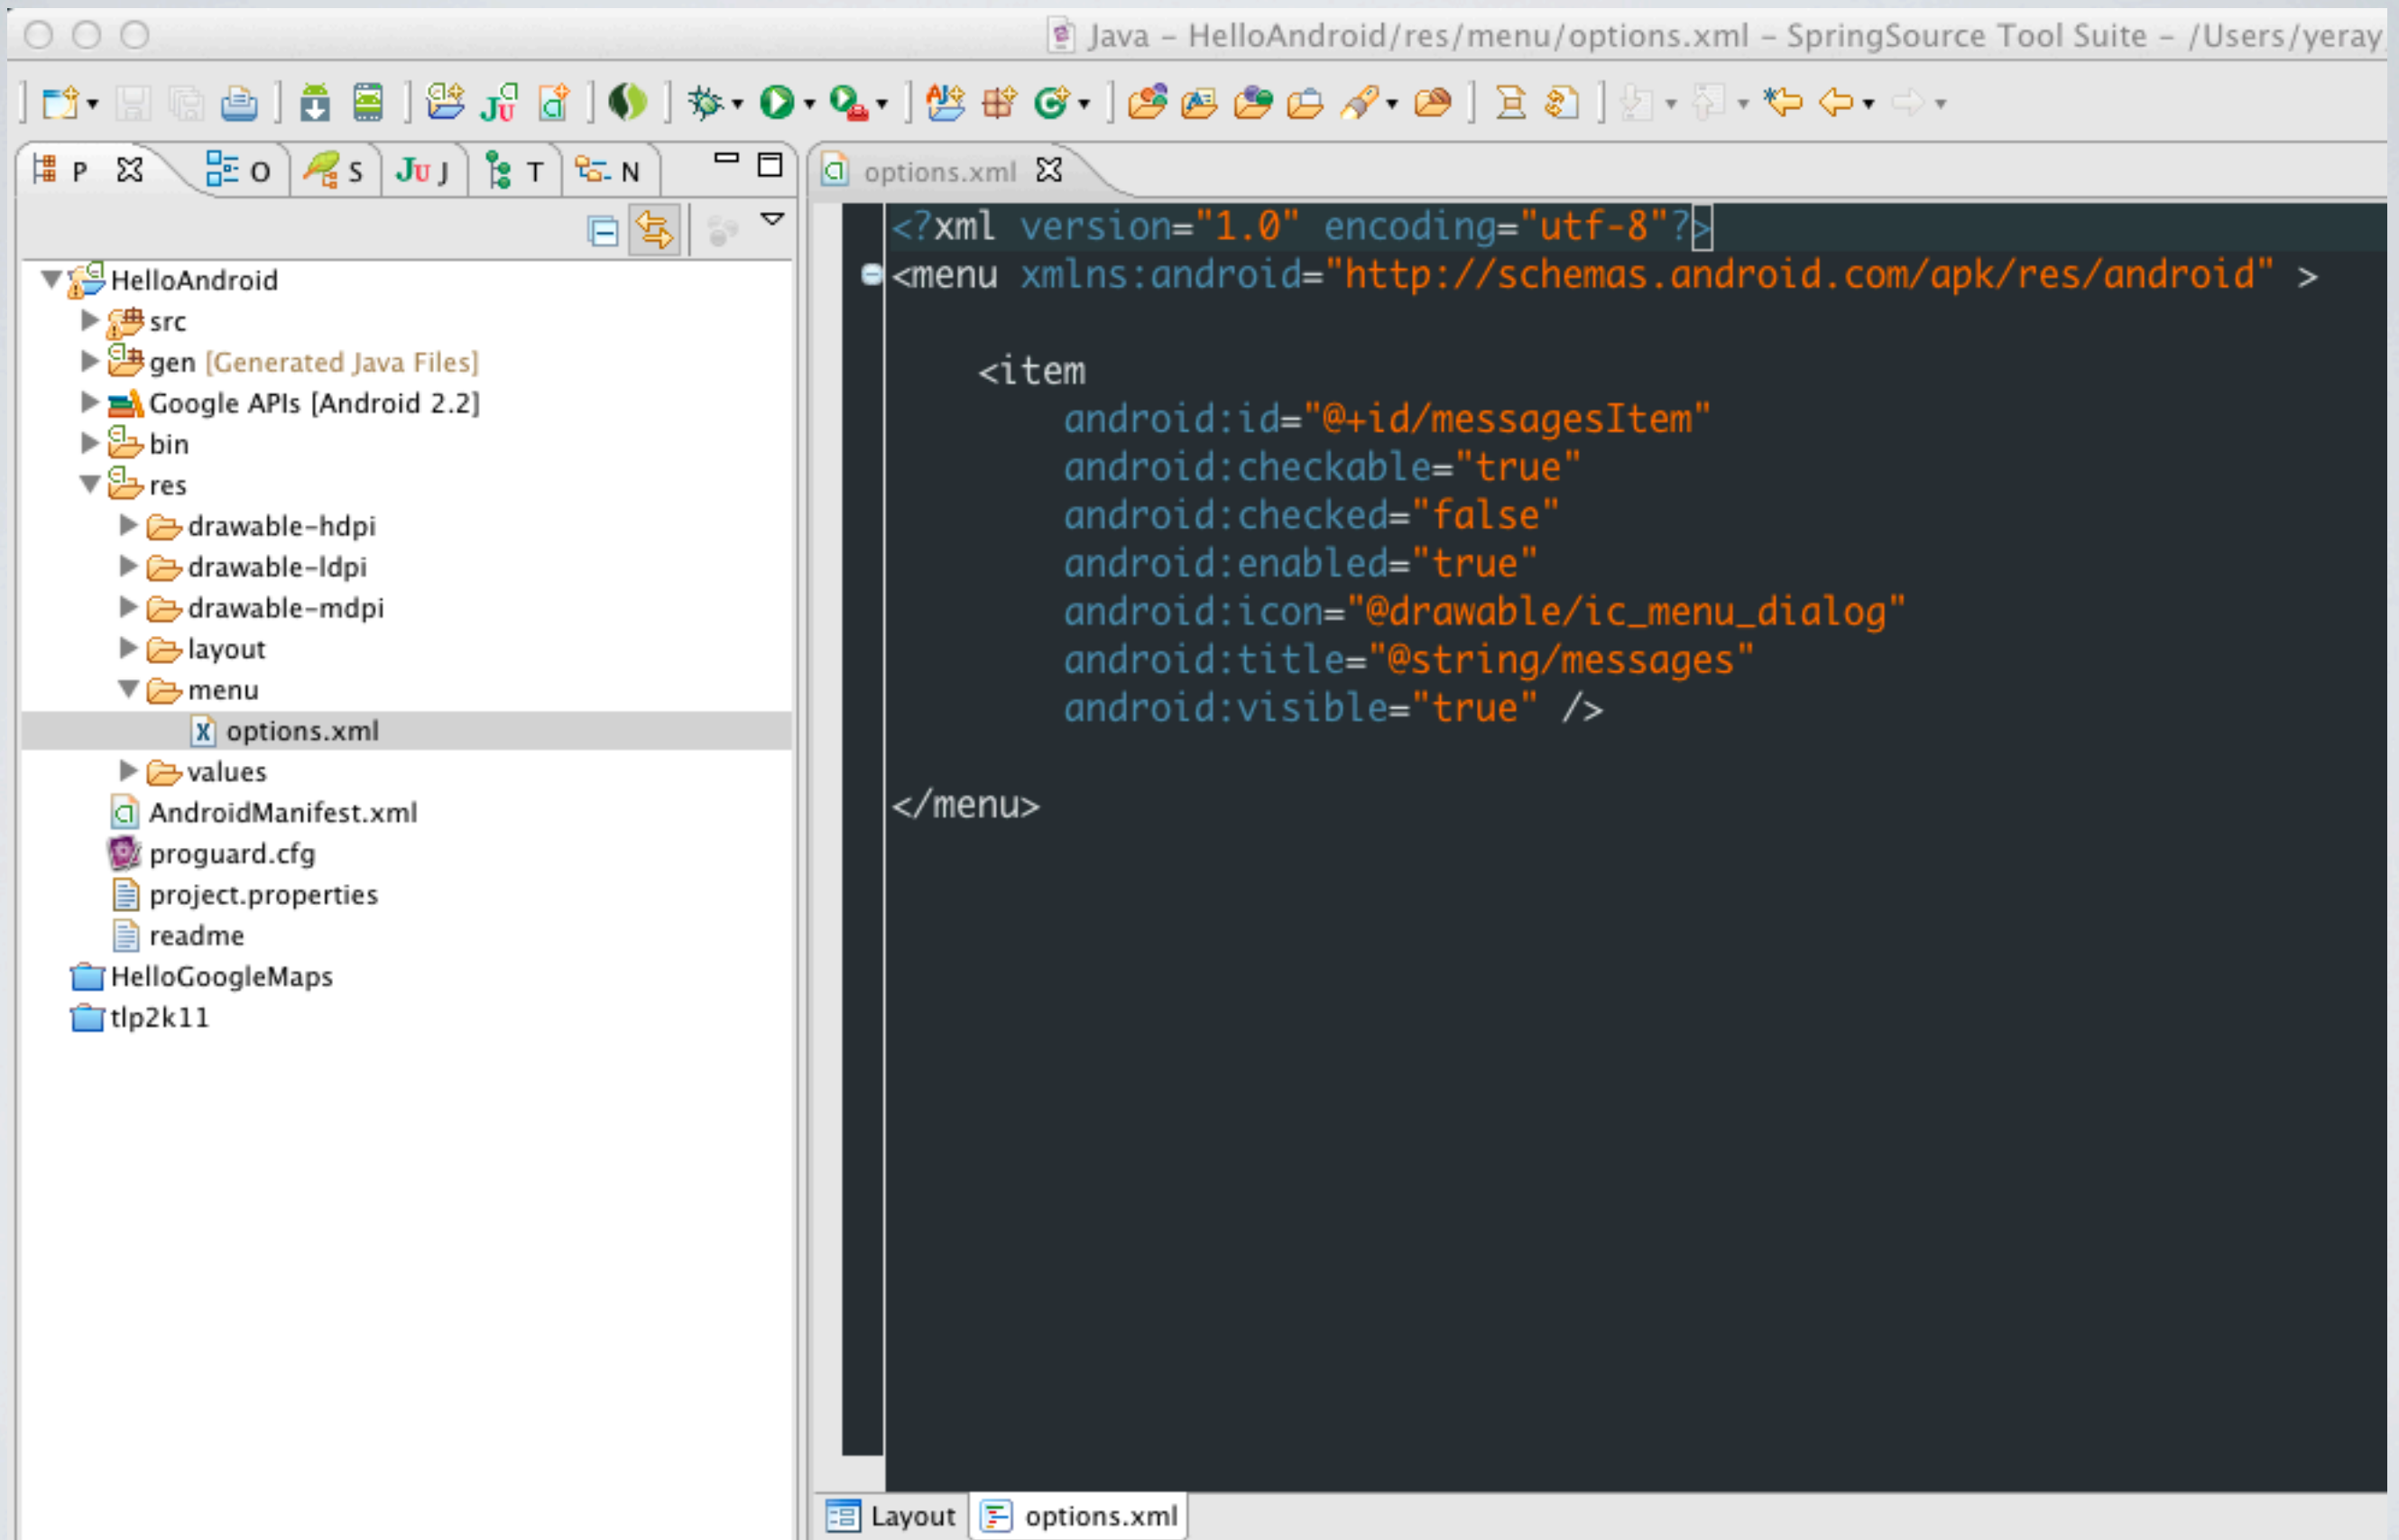 Java – HelloAndroid/res/menu/options.xml – SpringSource Tool Suite – /Users/yeray
P O S JU J T N
HelloAndroid
src
gen [Generated Java Files]
Google APIs [Android 2.2]
bin
res
drawable-hdpi
drawable-ldpi
drawable-mdpi
layout
menu
options.xml
values
AndroidManifest.xml
proguard.cfg
project.properties
readme
HelloGoogleMaps
tlp2k11
options.xml
<?xml version="1.0" encoding="utf-8"?>
<menu xmlns:android="http://schemas.android.com/apk/res/android" >
<item
android:id="@+id/messagesItem"
android:checkable="true"
android:checked="false"
android:enabled="true"
android:icon="@drawable/ic_menu_dialog"
android:title="@string/messages"
android:visible="true" />
</menu>
Layout options.xml